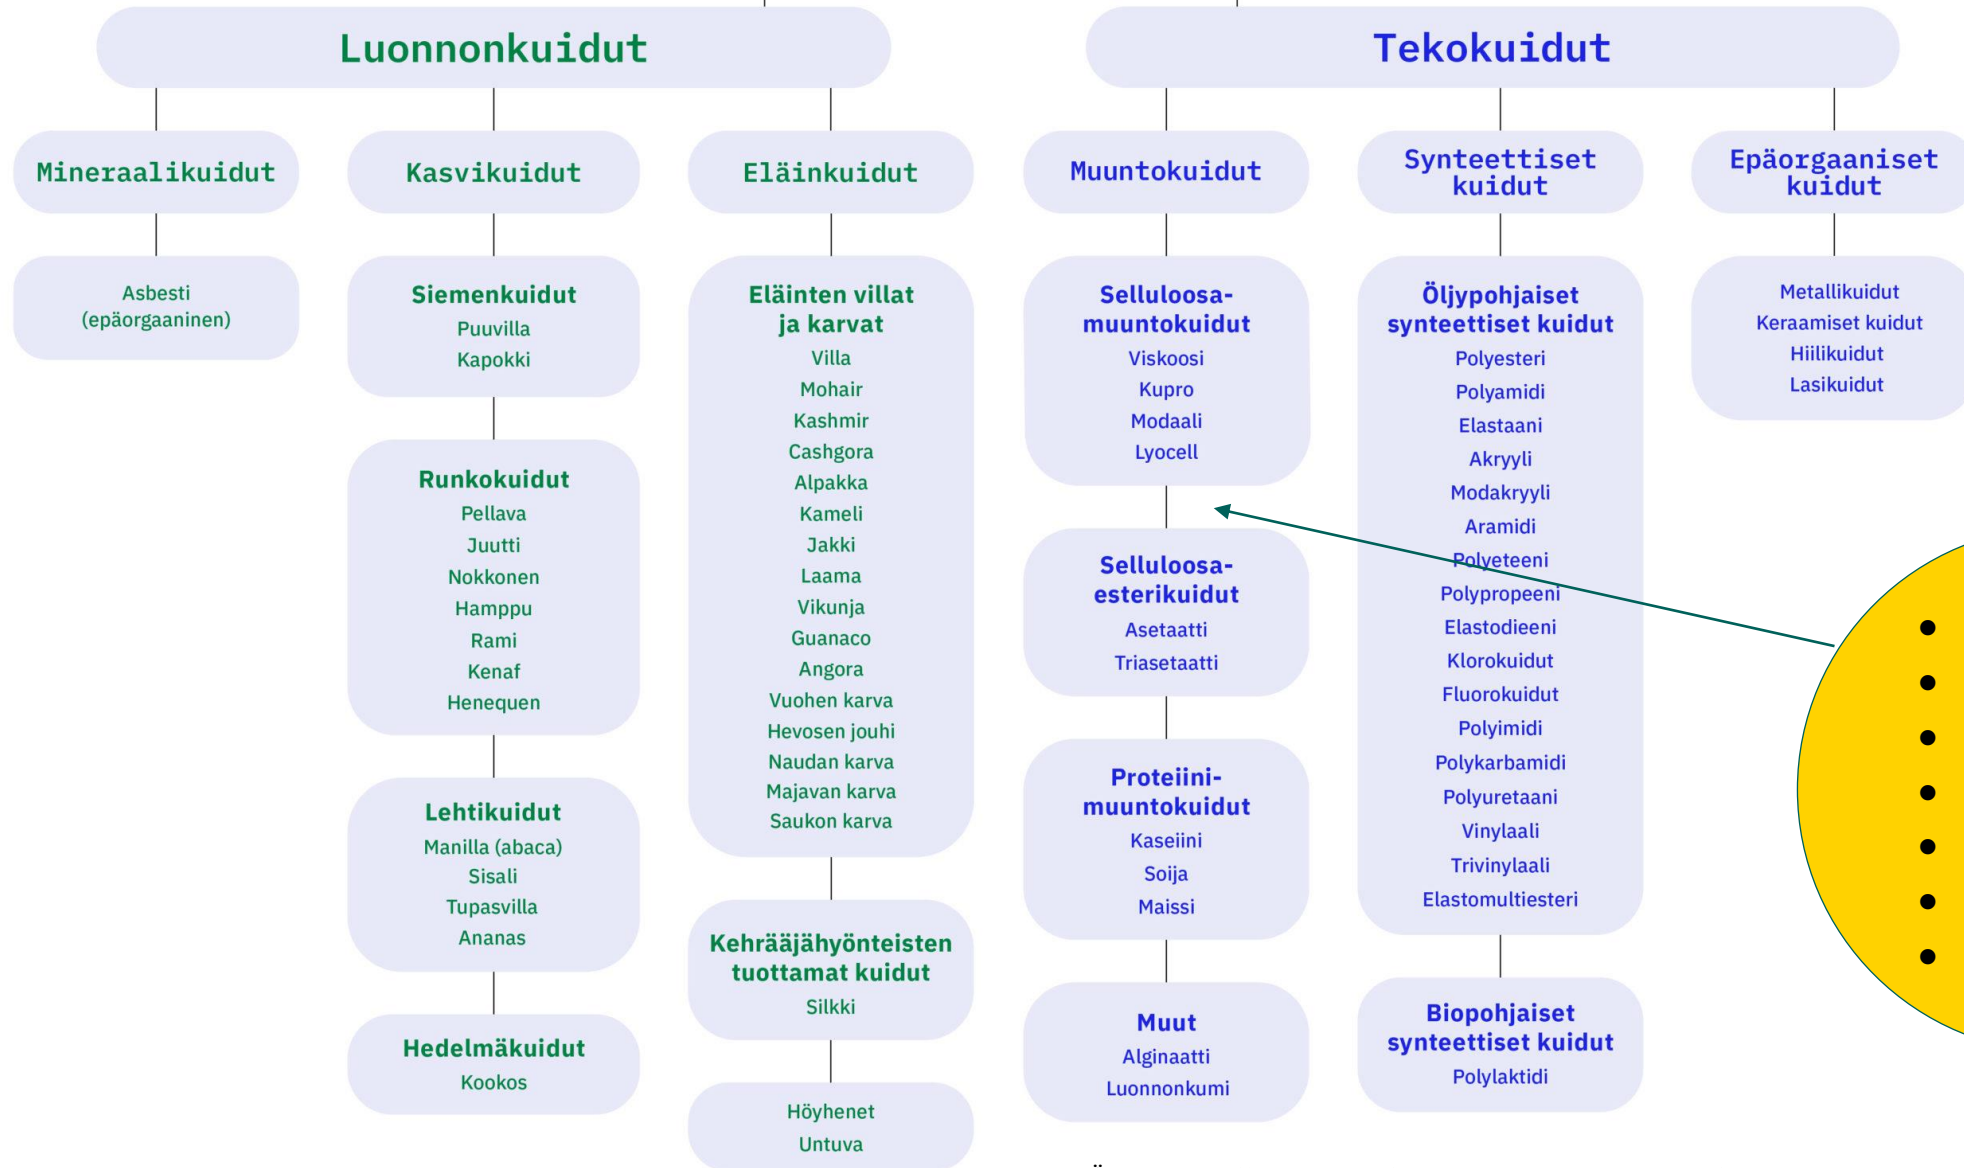 Luonnonkuidut
Mineraalikuidut
Asbesti
(epäorgaaninen)
Kasvikuidut
Siemenkuidut
Puuvilla
Kapokki
Runkokuidut
Pellava
Juutti
Nokkonen
Hamppu
Rami
Kenaf
Henequen
Lehtikuidut
Manilla (abaca)
Sisali
Tupasvilla
Ananas
Hedelmäkuidut
Kookos
Eläinkuidut
Eläinten villat
ja karvat
Villa
Mohair
Kashmir
Cashgora
Alpakka
Kameli
Jakki
Laama
Vikunja
Guanaco
Angora
Vuohen karva
Hevosen jouhi
Naudan karva
Majavan karva
Saukon karva
Kehrääjähyönteisten
tuottamat kuidut
Silkki
Höyhenet
Untuva
Tekokuidut
Muuntokuidut
Selluloosa-
muuntokuidut
Viskoosi
Kupro
Modaali
Lyocell
Selluloosa-
esterikuidut
Asetaatti
Triasetaatti
Proteiini-
muuntokuidut
Kaseiini
Soija
Maissi
Muut
Alginaatti
Luonnonkumi
Synteettiset
kuidut
Öljypohjaiset
synteettiset kuidut
Polyesteri
Polyamidi
Elastaani
Akryyli
Modakryyli
Aramidi
Polyeteeni
Polypropeeni
Elastodieeni
Klorokuidut
Fluorokuidut
Polyimidi
Polykarbamidi
Polyuretaani
Vinylaali
Trivinylaali
Elastomultiesteri
Biopohjaiset
synteettiset kuidut
Polylaktidi
Epäorgaaniset
kuidut
Metallikuidut
Keraamiset kuidut
Hiilikuidut
Lasikuidut